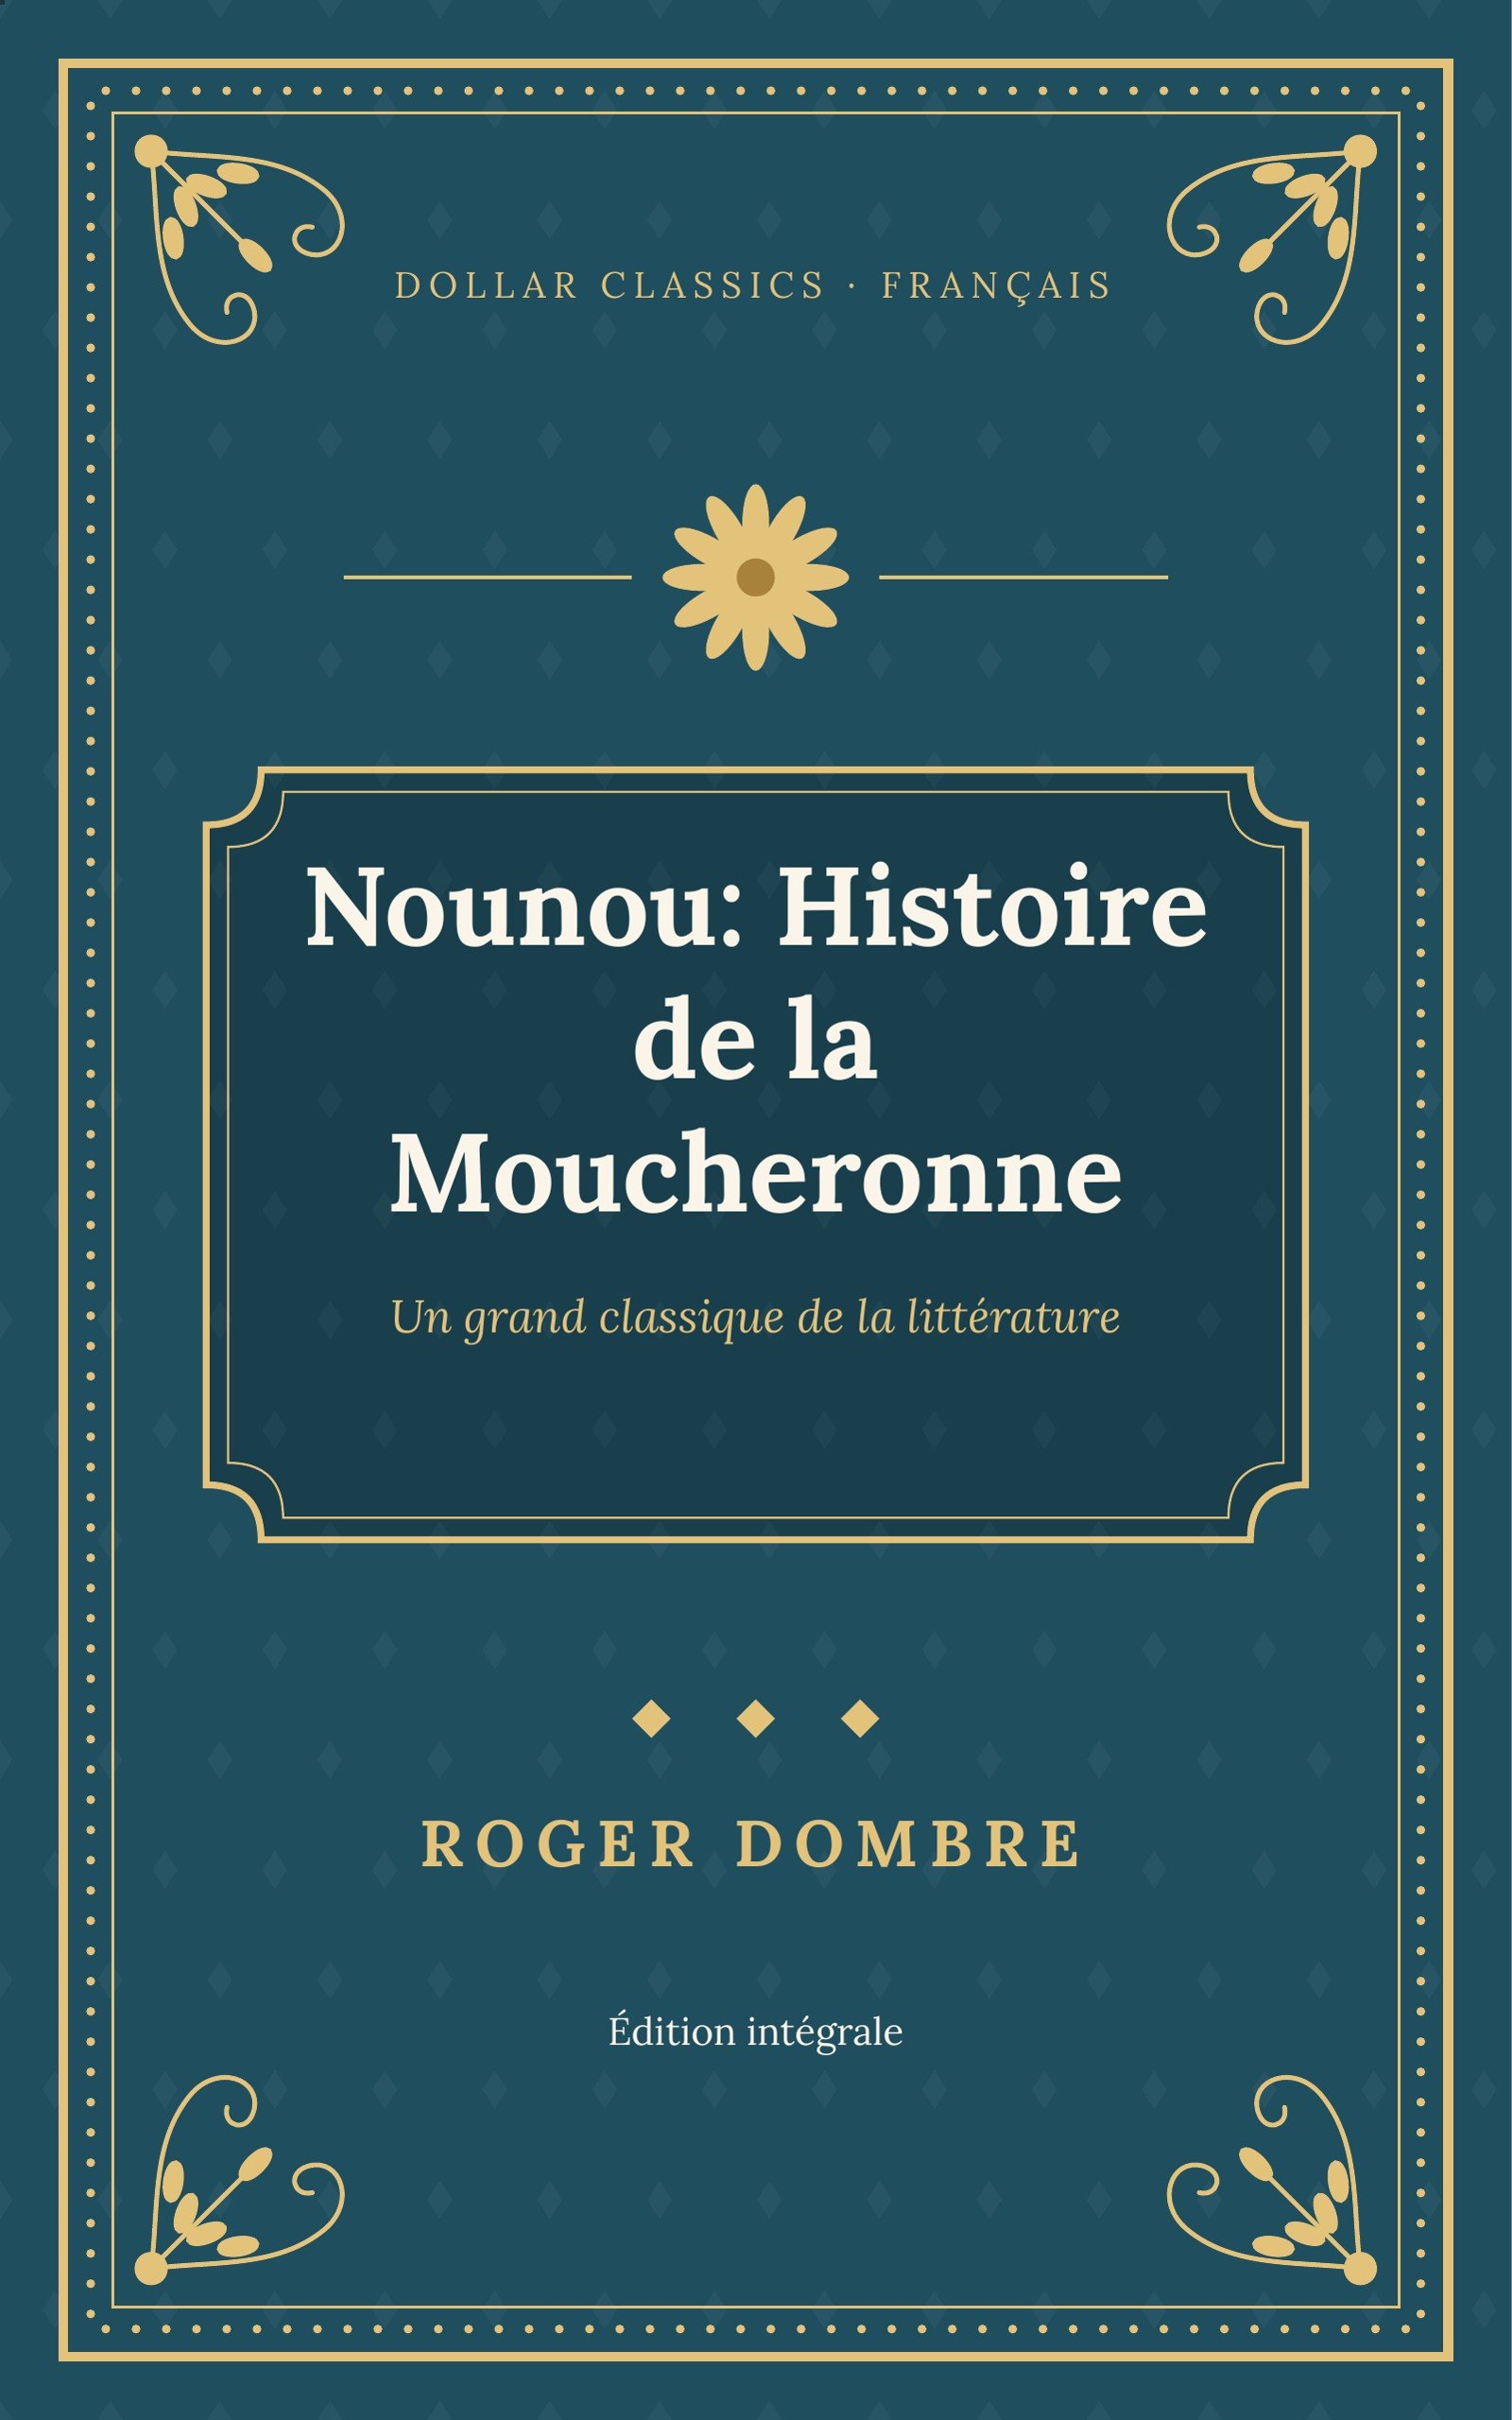 DOLLAR CLASSICS · FRANÇAIS
Nounou: Histoire
de la
Moucheronne
Un grand classique de la littérature
ROGER DOMBRE
Édition intégrale